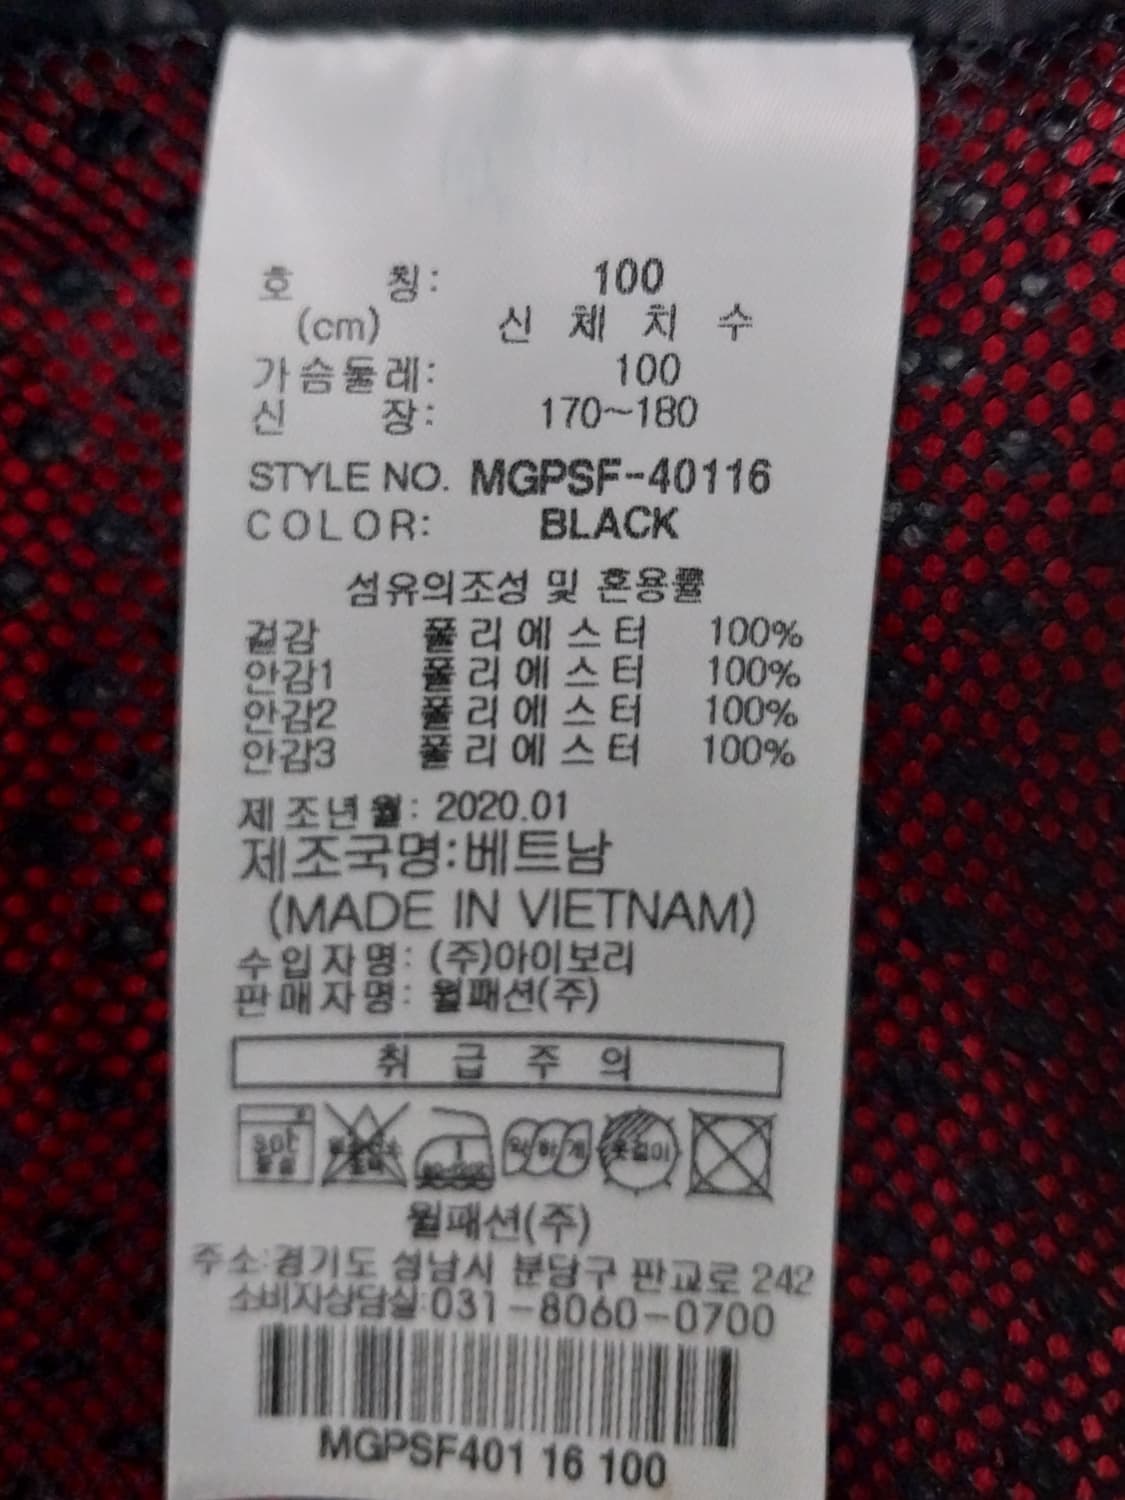 호 칭: 100
(cm) 신 체 치 수
가슴둘레: 100
신 장: 170~180
STYLE NO. MGPSF-40116
COLOR: BLACK
섬유의조성 및 혼용률
겉감 폴리에스터 100%
안감1 폴리에스터 100%
안감2 폴리에스터 100%
안감3 폴리에스터 100%
제조년월: 2020.01
제조국명:베트남
(MADE IN VIETNAM)
수입자명: (주)아이보리
판매자명: 월패션(주)
취 급 주 의
약하게 옷걸이
월패션(주)
주소:경기도 성남시 분당구 판교로 242
소비자상담실:031-8060-0700
MGPSF401 16 100